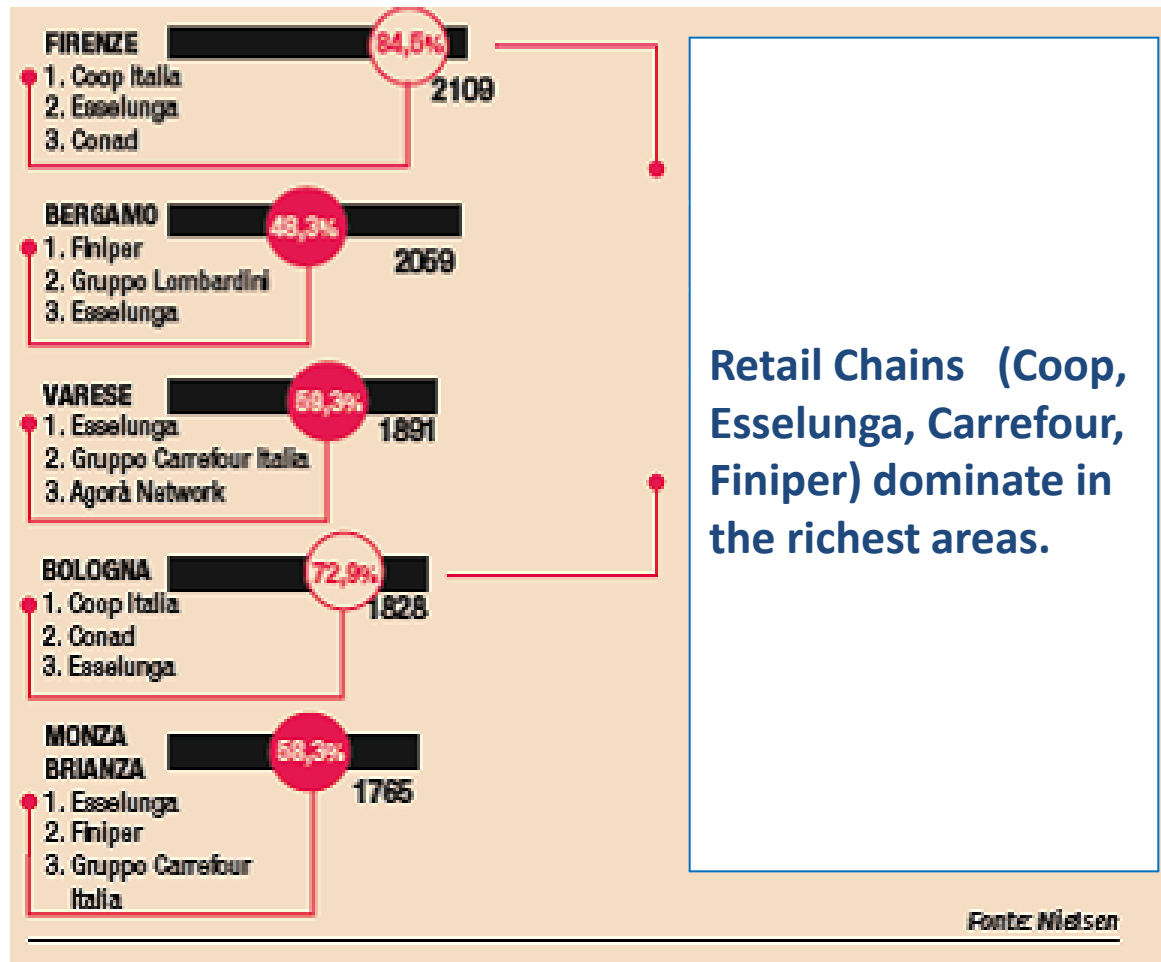 FIRENZE
84,5%
2109
1. Coop Italia
2. Esselunga
3. Conad
BERGAMO
48,3%
2059
1. Finiper
2. Gruppo Lombardini
3. Esselunga
VARESE
59,3%
1891
1. Esselunga
2. Gruppo Carrefour Italia
3. Agorà Network
BOLOGNA
72,9%
1828
1. Coop Italia
2. Conad
3. Esselunga
MONZA
BRIANZA
58,3%
1765
1. Esselunga
2. Finiper
3. Gruppo Carrefour
Italia
Retail Chains (Coop,
Esselunga, Carrefour,
Finiper) dominate in
the richest areas.
Fonte: Nielsen